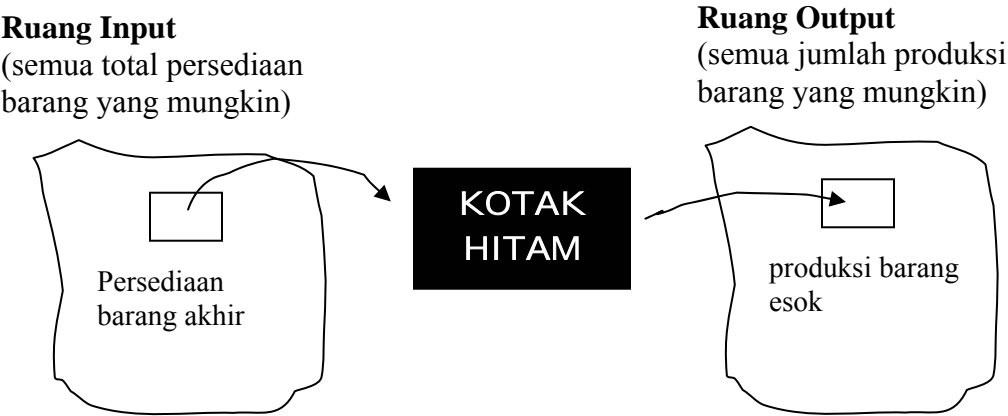 Ruang Input
(semua total persediaan
barang yang mungkin)
Ruang Output
(semua jumlah produksi
barang yang mungkin)
Persediaan
barang akhir
KOTAK
HITAM
produksi barang
esok